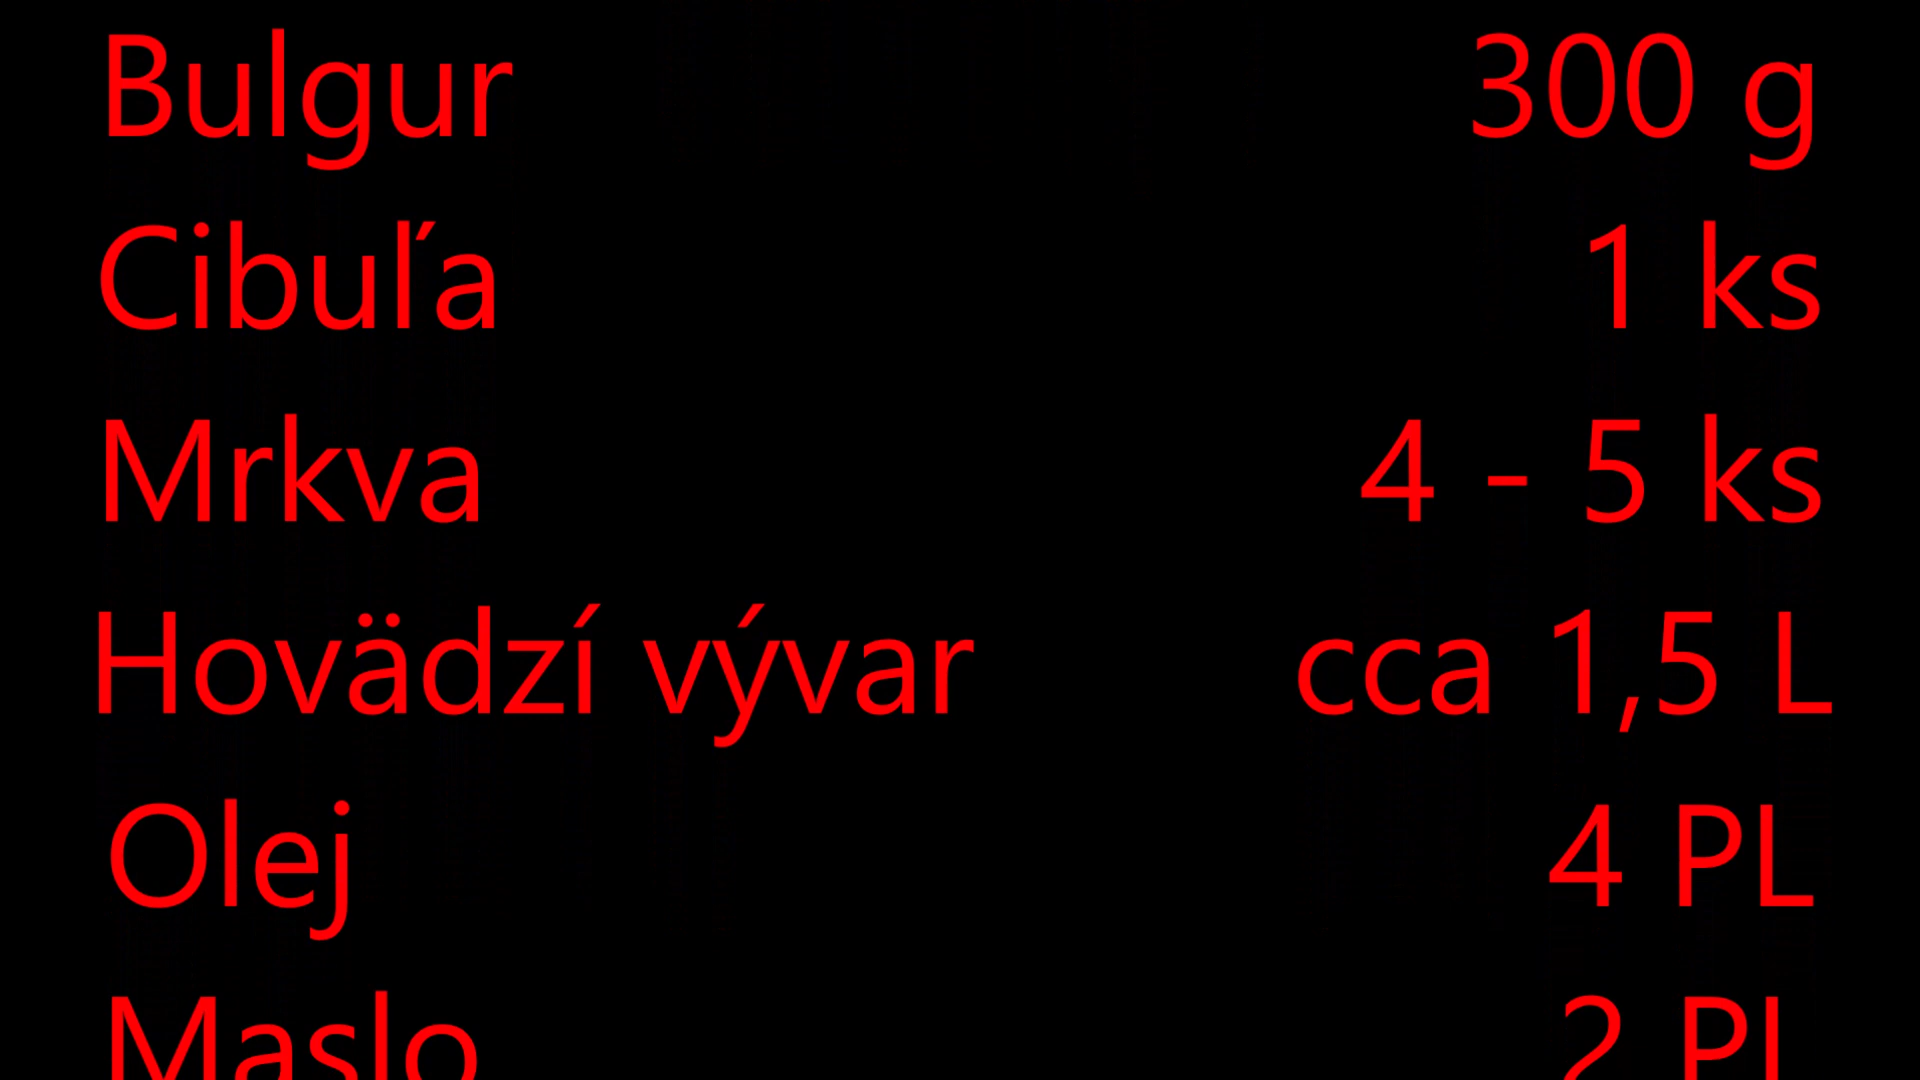 Bulgur 300 g
Cibuľa 1 ks
Mrkva 4 - 5 ks
Hovädzí vývar cca 1,5 L
Olej 4 PL
Maslo 2 PL